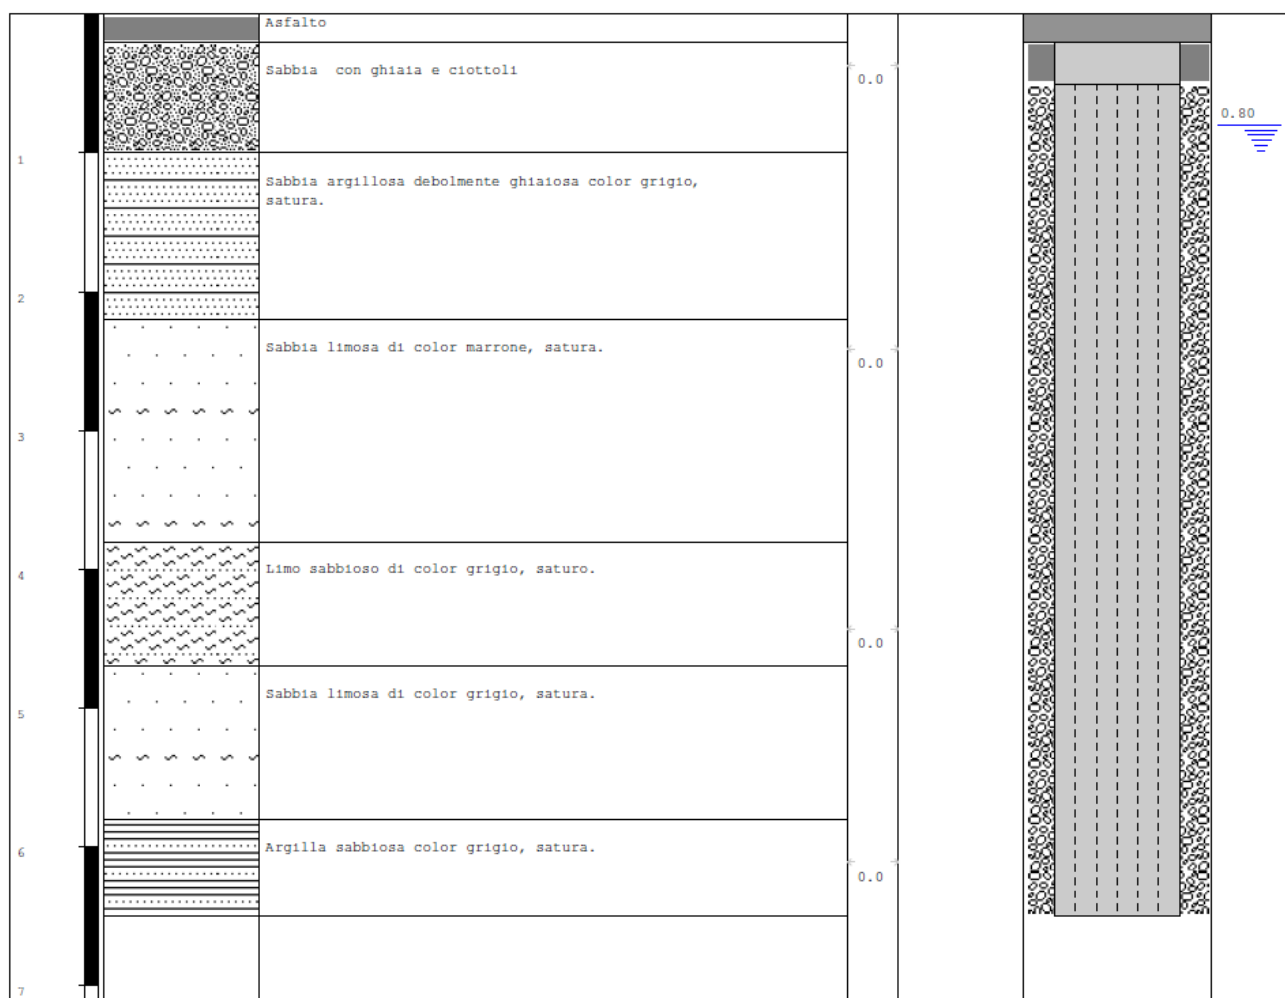 Asfalto
Sabbia  con ghiaia e ciottoli
0.0
0.80
1
Sabbia argillosa debolmente ghiaiosa color grigio,
satura.
2
Sabbia limosa di color marrone, satura.
0.0
3
4
Limo sabbioso di color grigio, saturo.
0.0
Sabbia limosa di color grigio, satura.
5
6
Argilla sabbiosa color grigio, satura.
0.0
7